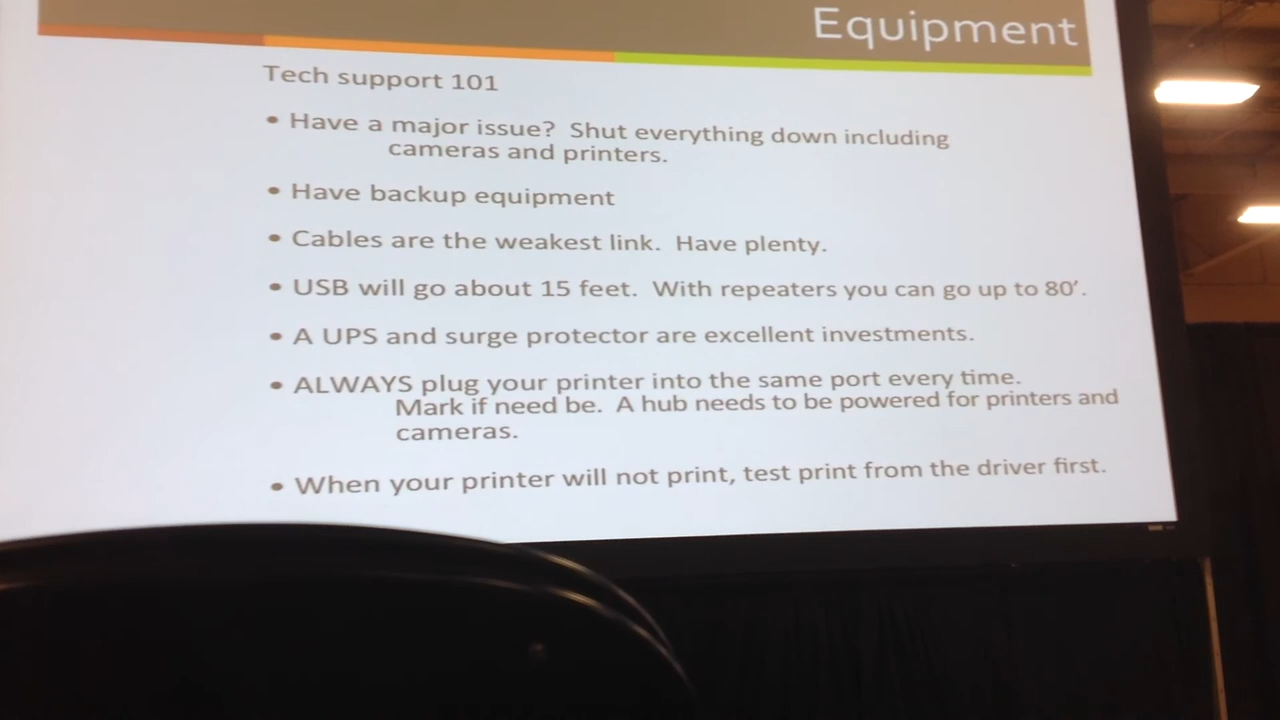 Equipment
Tech support 101
• Have a major issue? Shut everything down including
cameras and printers.
• Have backup equipment
• Cables are the weakest link. Have plenty.
• USB will go about 15 feet. With repeaters you can go up to 80’.
• A UPS and surge protector are excellent investments.
• ALWAYS plug your printer into the same port every time.
Mark if need be. A hub needs to be powered for printers and
cameras.
• When your printer will not print, test print from the driver first.